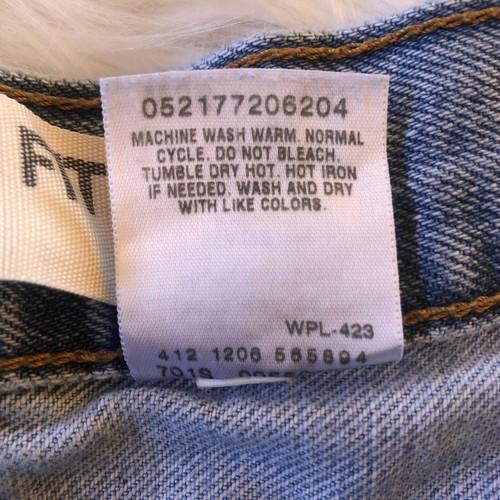 052177206204
MACHINE WASH WARM. NORMAL
CYCLE. DO NOT BLEACH.
TUMBLE DRY HOT. HOT IRON
IF NEEDED. WASH AND DRY
WITH LIKE COLORS.
WPL-423
412 1206 565894
FIT